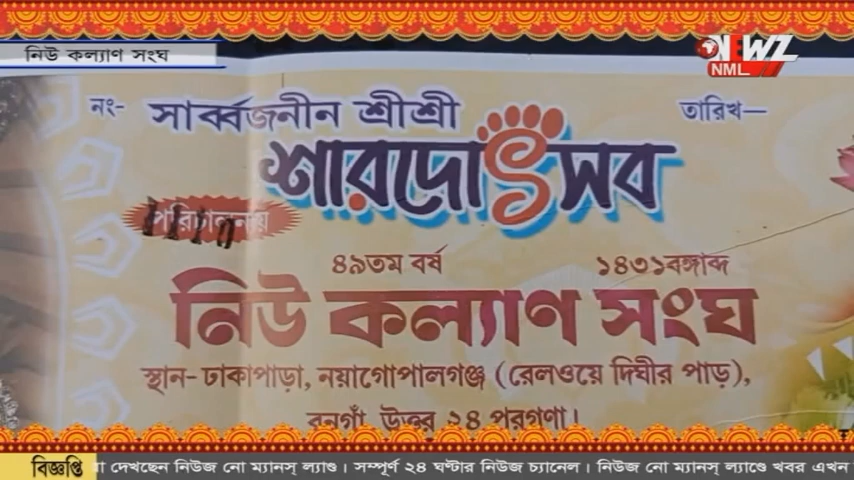 নিউ কল্যাণ সংঘ
NEWZ
NML
নং- সার্ব্বজনীন শ্রীশ্রী তারিখ—
শারদোৎসব
পরিচালনায়
৪৯তম বর্ষ ১৪৩১বঙ্গাব্দ
নিউ কল্যাণ সংঘ
স্থান- ঢাকাপাড়া, নয়াগোপালগঞ্জ (রেলওয়ে দিঘীর পাড়),
বনগাঁ, উত্তর ২৪ পরগণা।
বিজ্ঞপ্তি দেখছেন নিউজ নো ম্যানস্ ল্যাণ্ড। সম্পূর্ণ ২৪ ঘণ্টার নিউজ চ্যানেল। নিউজ নো ম্যানস্ ল্যাণ্ডে খবর এখন